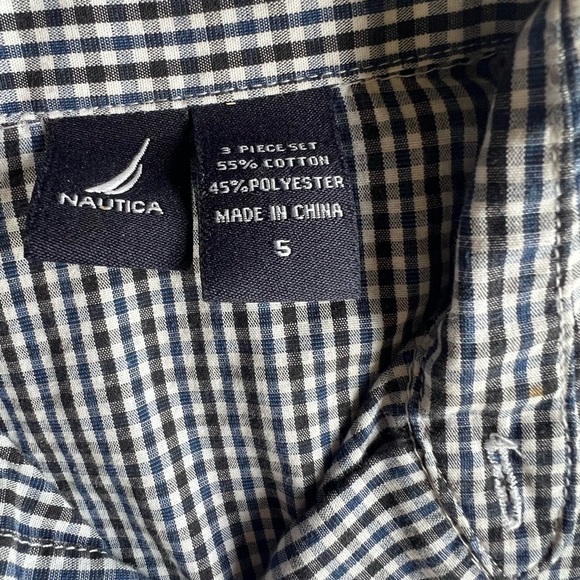 NAUTICA
3 PIECE SET
55% COTTON
45%POLYESTER
MADE IN CHINA
5